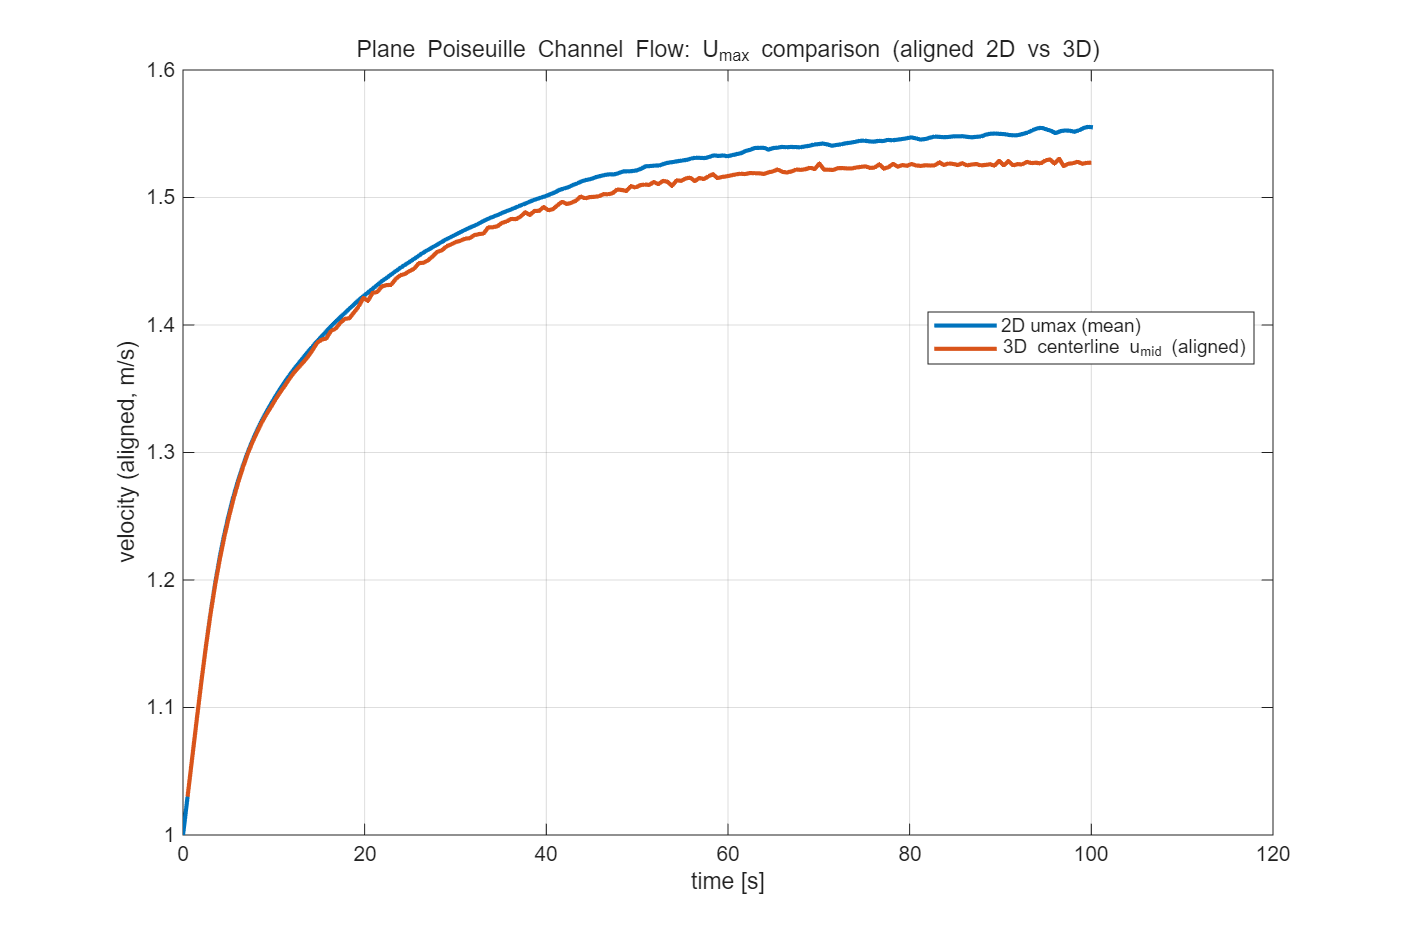 Plane Poiseuille Channel Flow: Umax comparison (aligned 2D vs 3D)
velocity (aligned, m/s)
1.6
1.5
1.4
1.3
1.2
1.1
1
2D umax (mean)
3D centerline umid (aligned)
0 20 40 60 80 100 120
time [s]